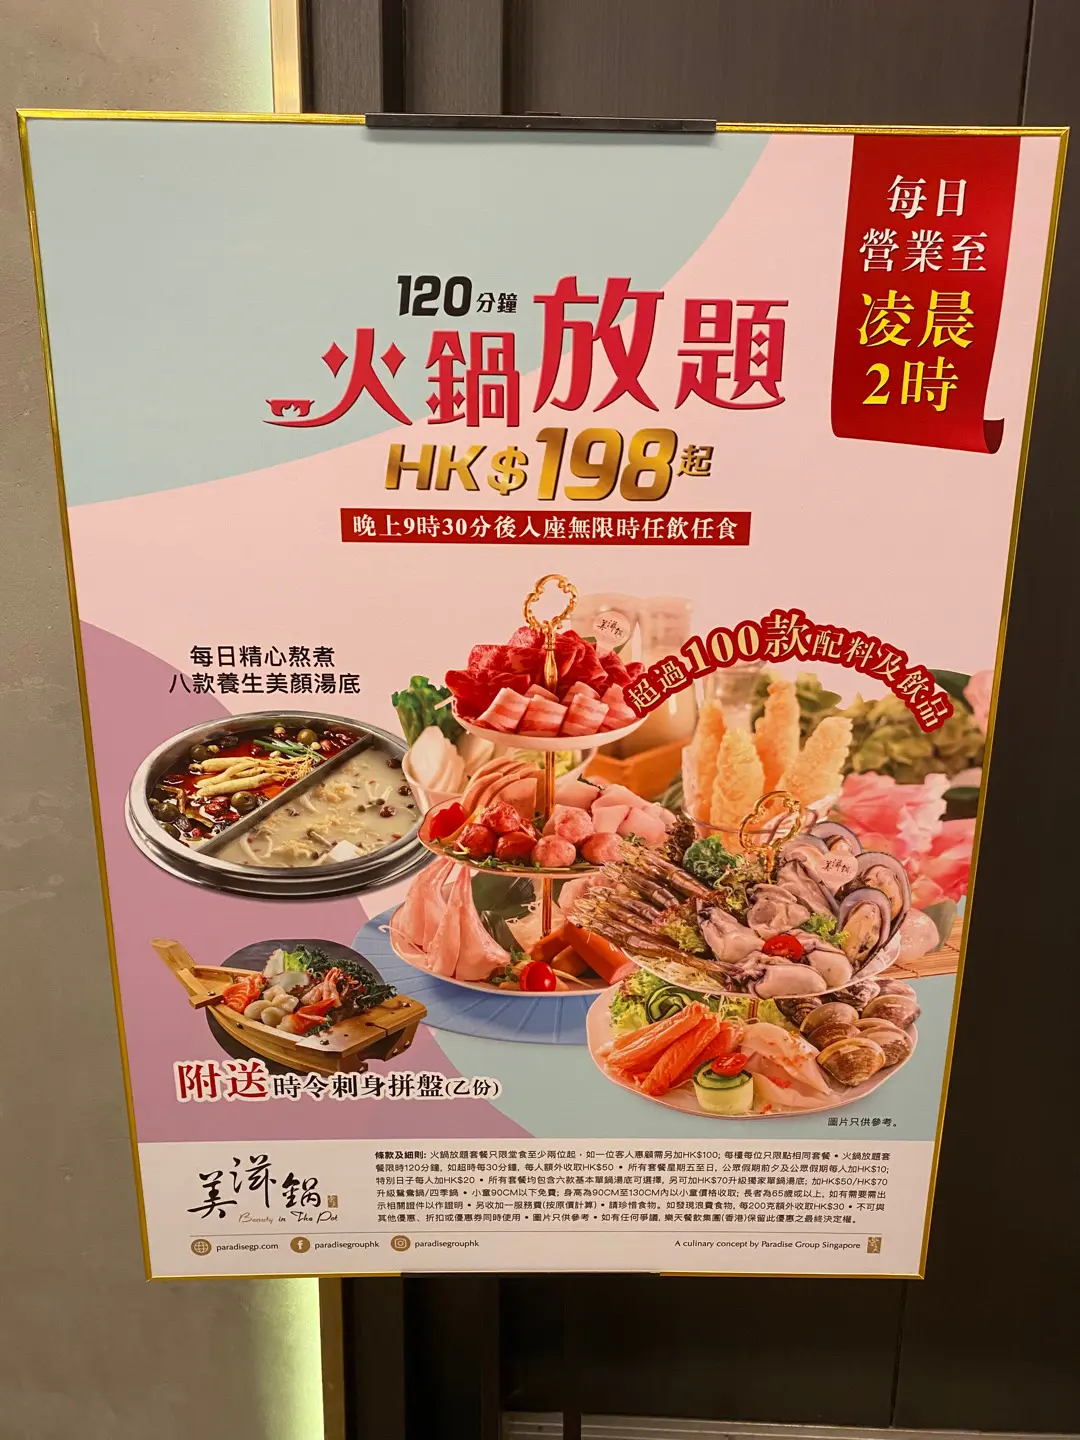 每日
營業至
凌晨
2時
120分鐘
火鍋放題
HK$198起
晚上9時30分後入座無限時任飲任食
每日精心熬煮
八款養生美顏湯底
超過100款配料及飲品
美滋鍋
美滋鍋
附送時令刺身拼盤(乙份)
圖片只供參考。
美滋鍋
Beauty in The Pot
條款及細則: 火鍋放題套餐只限堂食至少兩位起，如一位客人惠顧需另加HK$100; 每檯每位只限點相同套餐 • 火鍋放題套
餐限時120分鐘, 如超時每30分鐘, 每人額外收取HK$50 • 所有套餐星期五至日, 公眾假期前夕及公眾假期每人加HK$10;
特別日子每人加HK$20 • 所有套餐均包含六款基本單鍋湯底可選擇, 另可加HK$70升級獨家單鍋湯底; 加HK$50/HK$70
升級鴛鴦鍋/四季鍋 • 小童90CM以下免費; 身高為90CM至130CM內以小童價格收取; 長者為65歲或以上, 如有需要需出
示相關證件以作證明 • 另收加一服務費(按原價計算) • 請珍惜食物。如發現浪費食物, 每200克額外收取HK$30 • 不可與
其他優惠、折扣或優惠券同時使用 • 圖片只供參考 • 如有任何爭議, 樂天餐飲集團(香港)保留此優惠之最終決定權。
paradisegp.com paradisegrouphk paradisegrouphk
A culinary concept by Paradise Group Singapore